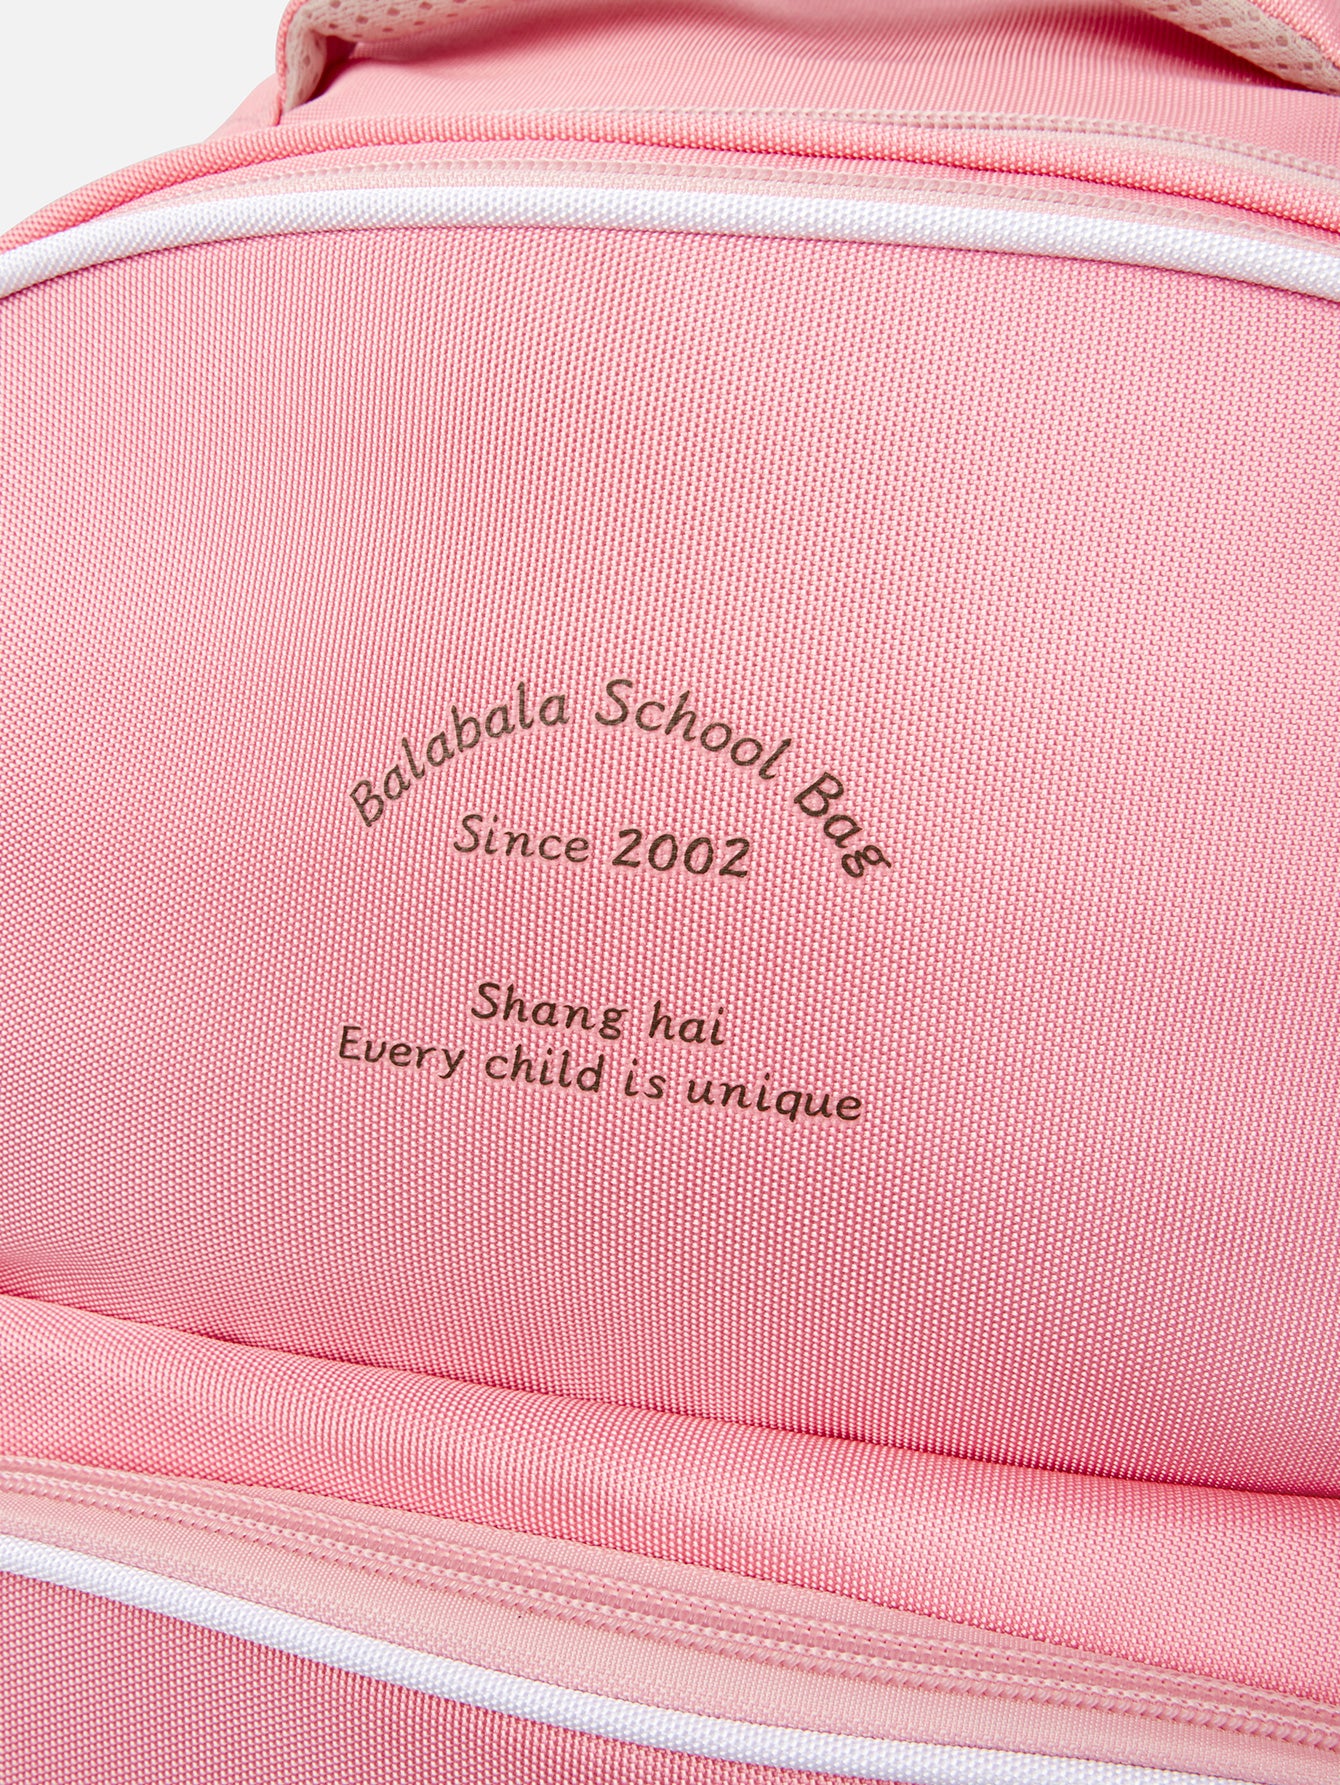 Balabala School Bag
Since 2002
Shang hai
Every child is unique